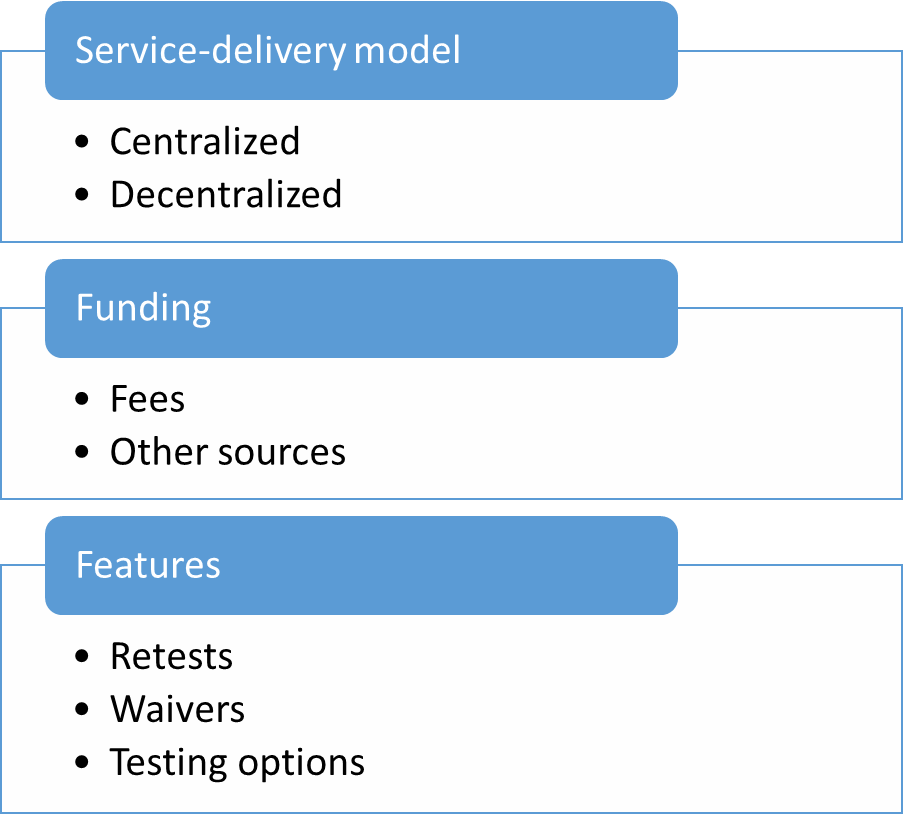 Service-delivery model
• Centralized
• Decentralized
Funding
• Fees
• Other sources
Features
• Retests
• Waivers
• Testing options